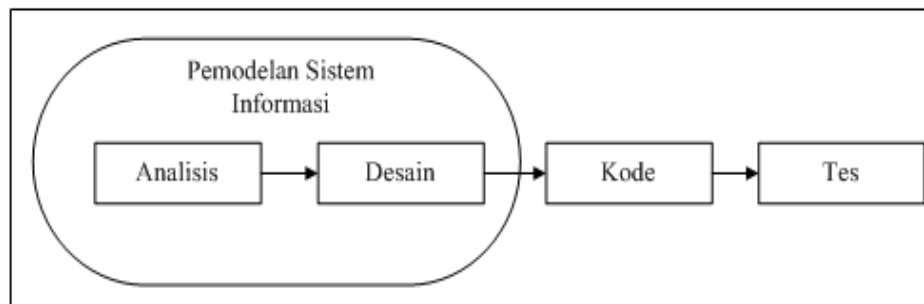 Pemodelan Sistem
Informasi
Analisis
Desain
Kode
Tes